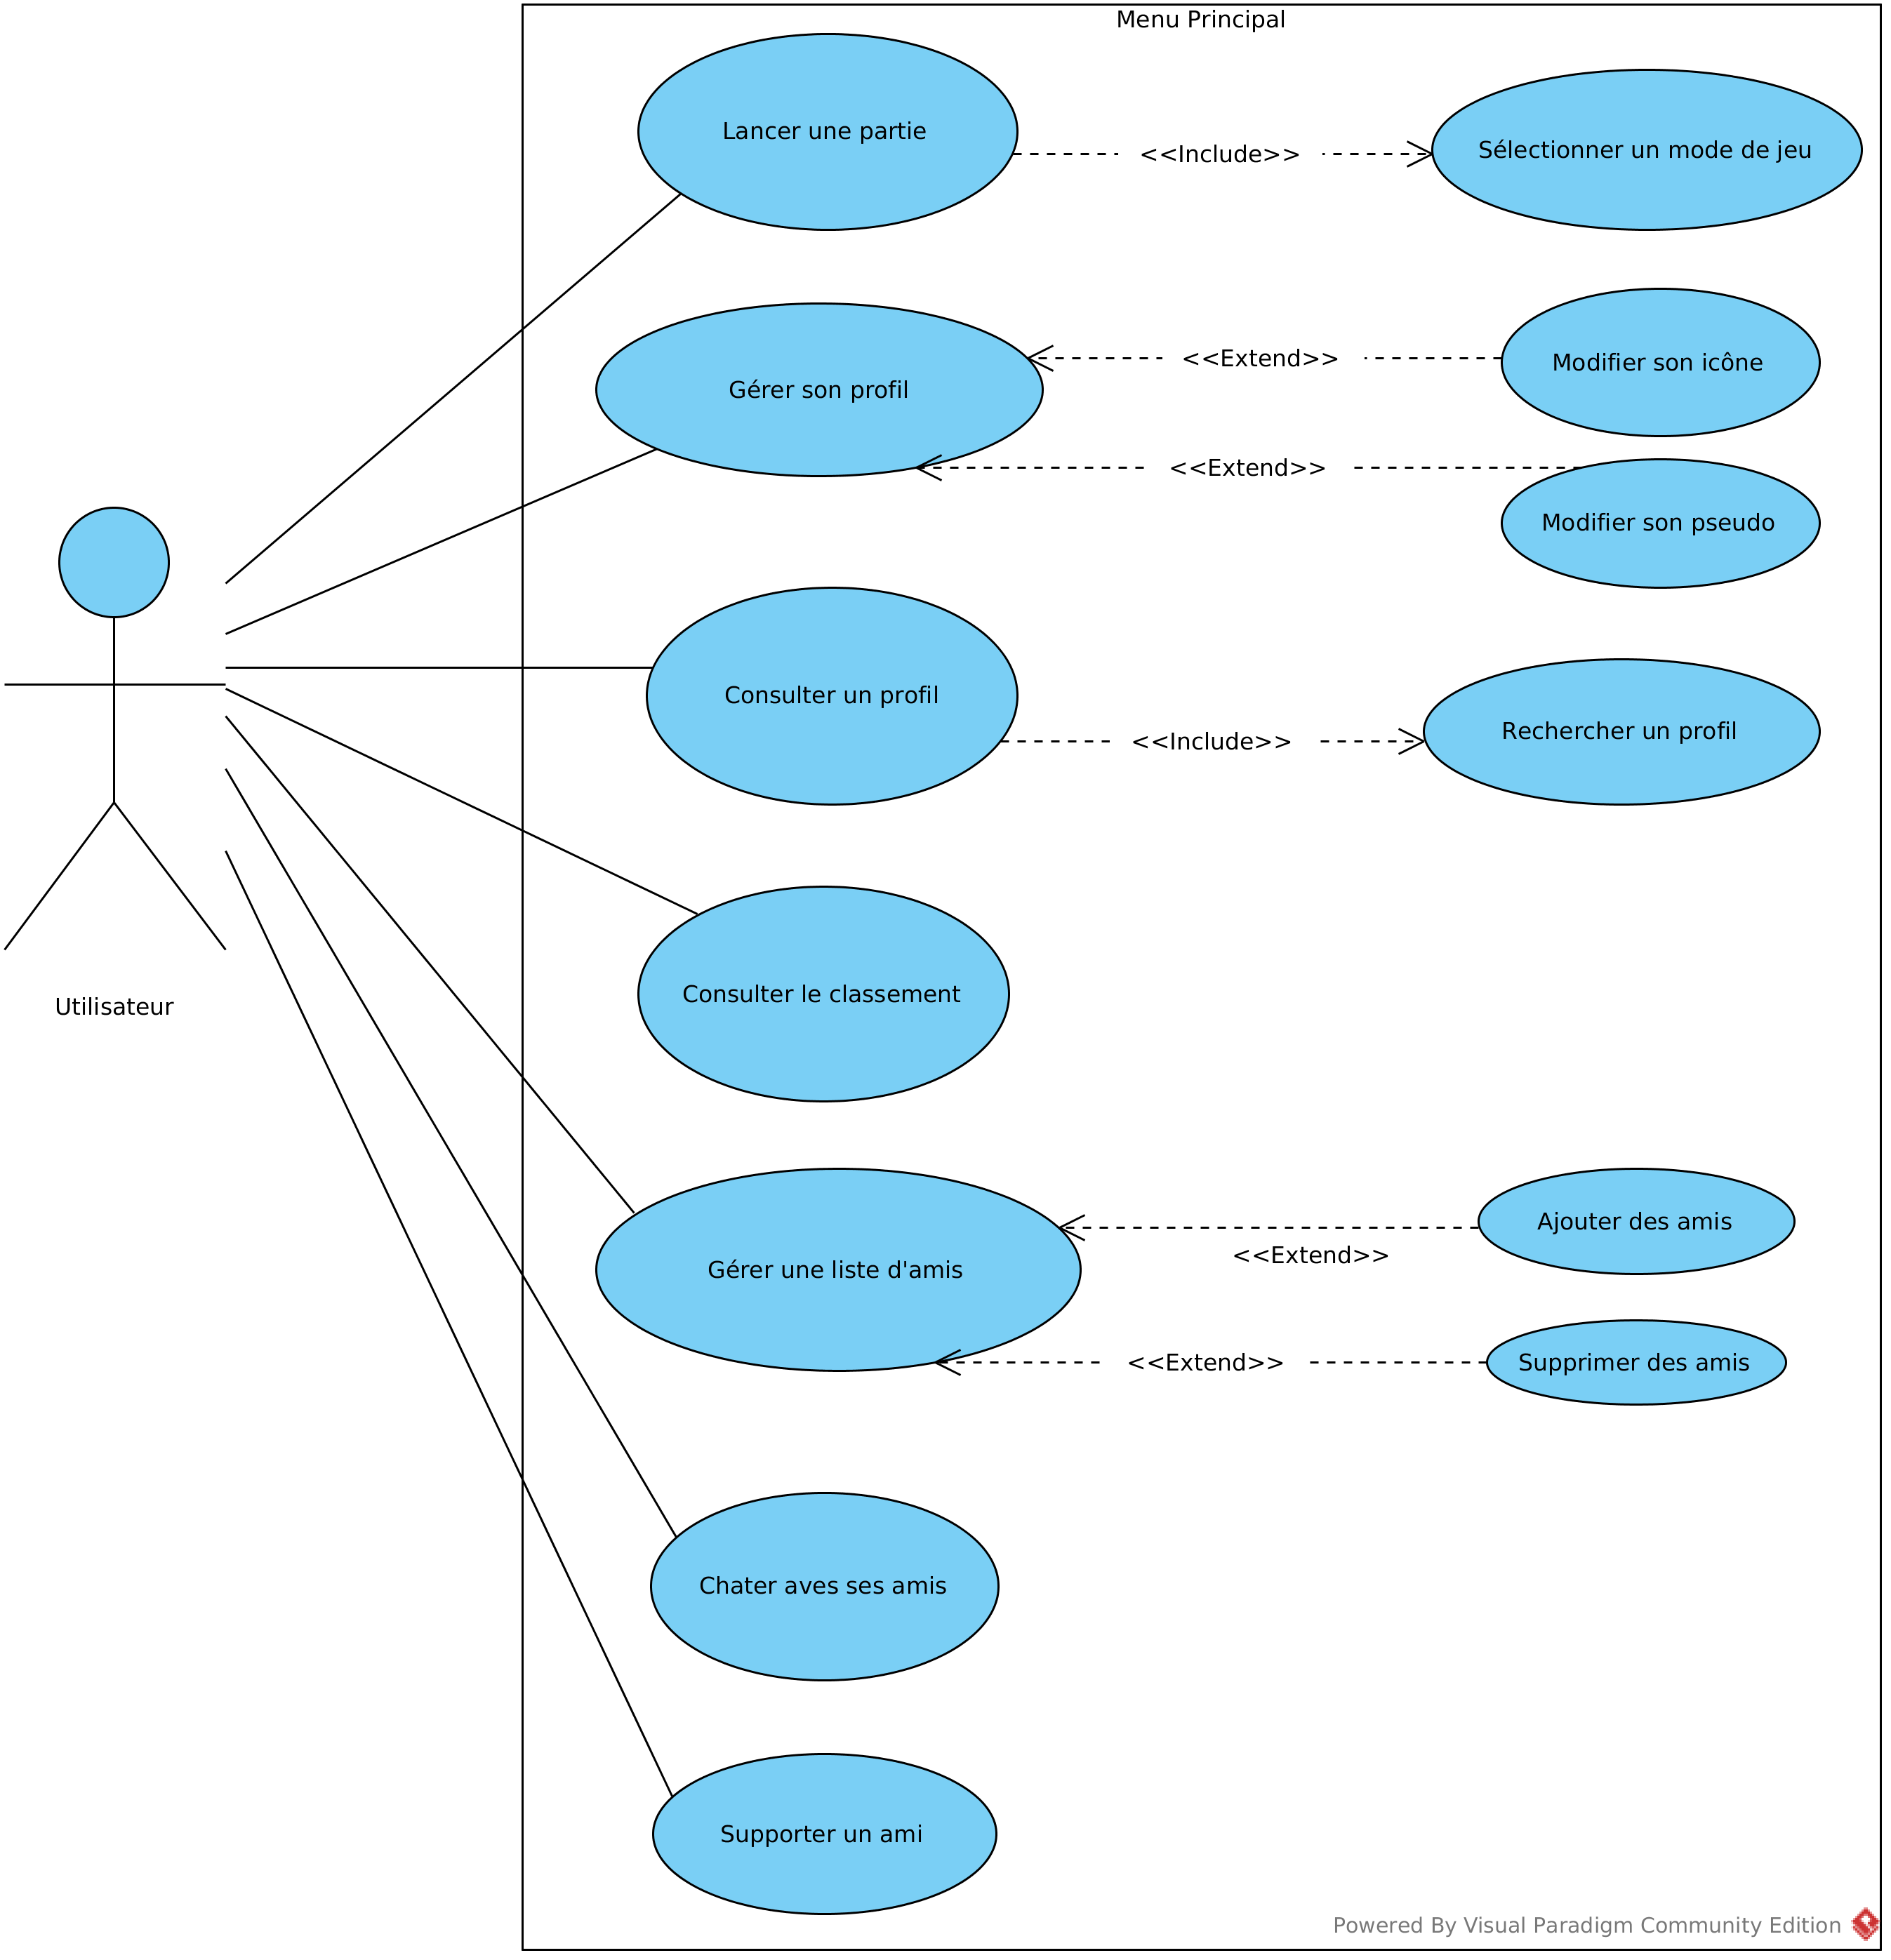 Menu Principal
Lancer une partie
<<Include>>
Sélectionner un mode de jeu
Gérer son profil
<<Extend>>
Modifier son icône
<<Extend>>
Modifier son pseudo
Consulter un profil
<<Include>>
Rechercher un profil
Utilisateur
Consulter le classement
Gérer une liste d'amis
<<Extend>>
Ajouter des amis
<<Extend>>
Supprimer des amis
Chater aves ses amis
Supporter un ami
Powered By Visual Paradigm Community Edition